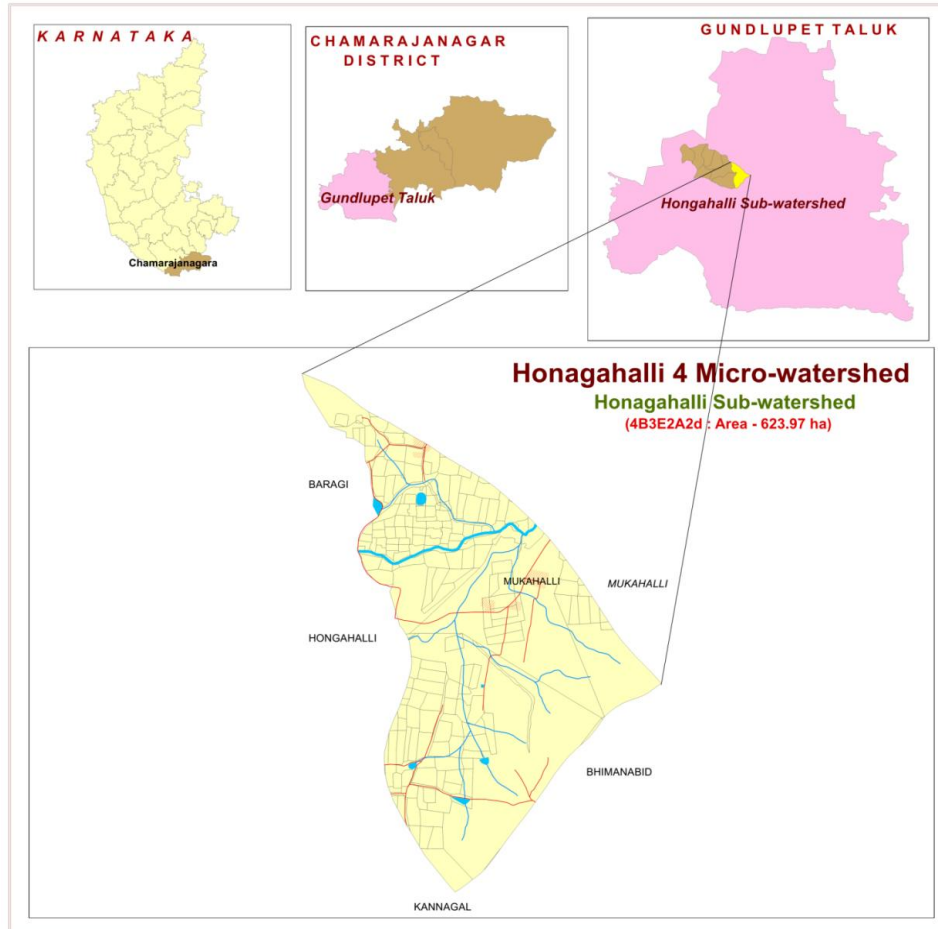 KARNATAKA
Chamarajanagara
CHAMARAJANAGAR
DISTRICT
Gundlupet Taluk
GUNDLUPET TALUK
Hongahalli Sub-watershed
Honagahalli 4 Micro-watershed
Honagahalli Sub-watershed
(4B3E2A2d : Area - 623.97 ha)
BARAGI
MUKAHALLI
MUKAHALLI
HONGAHALLI
BHIMANABID
KANNAGAL